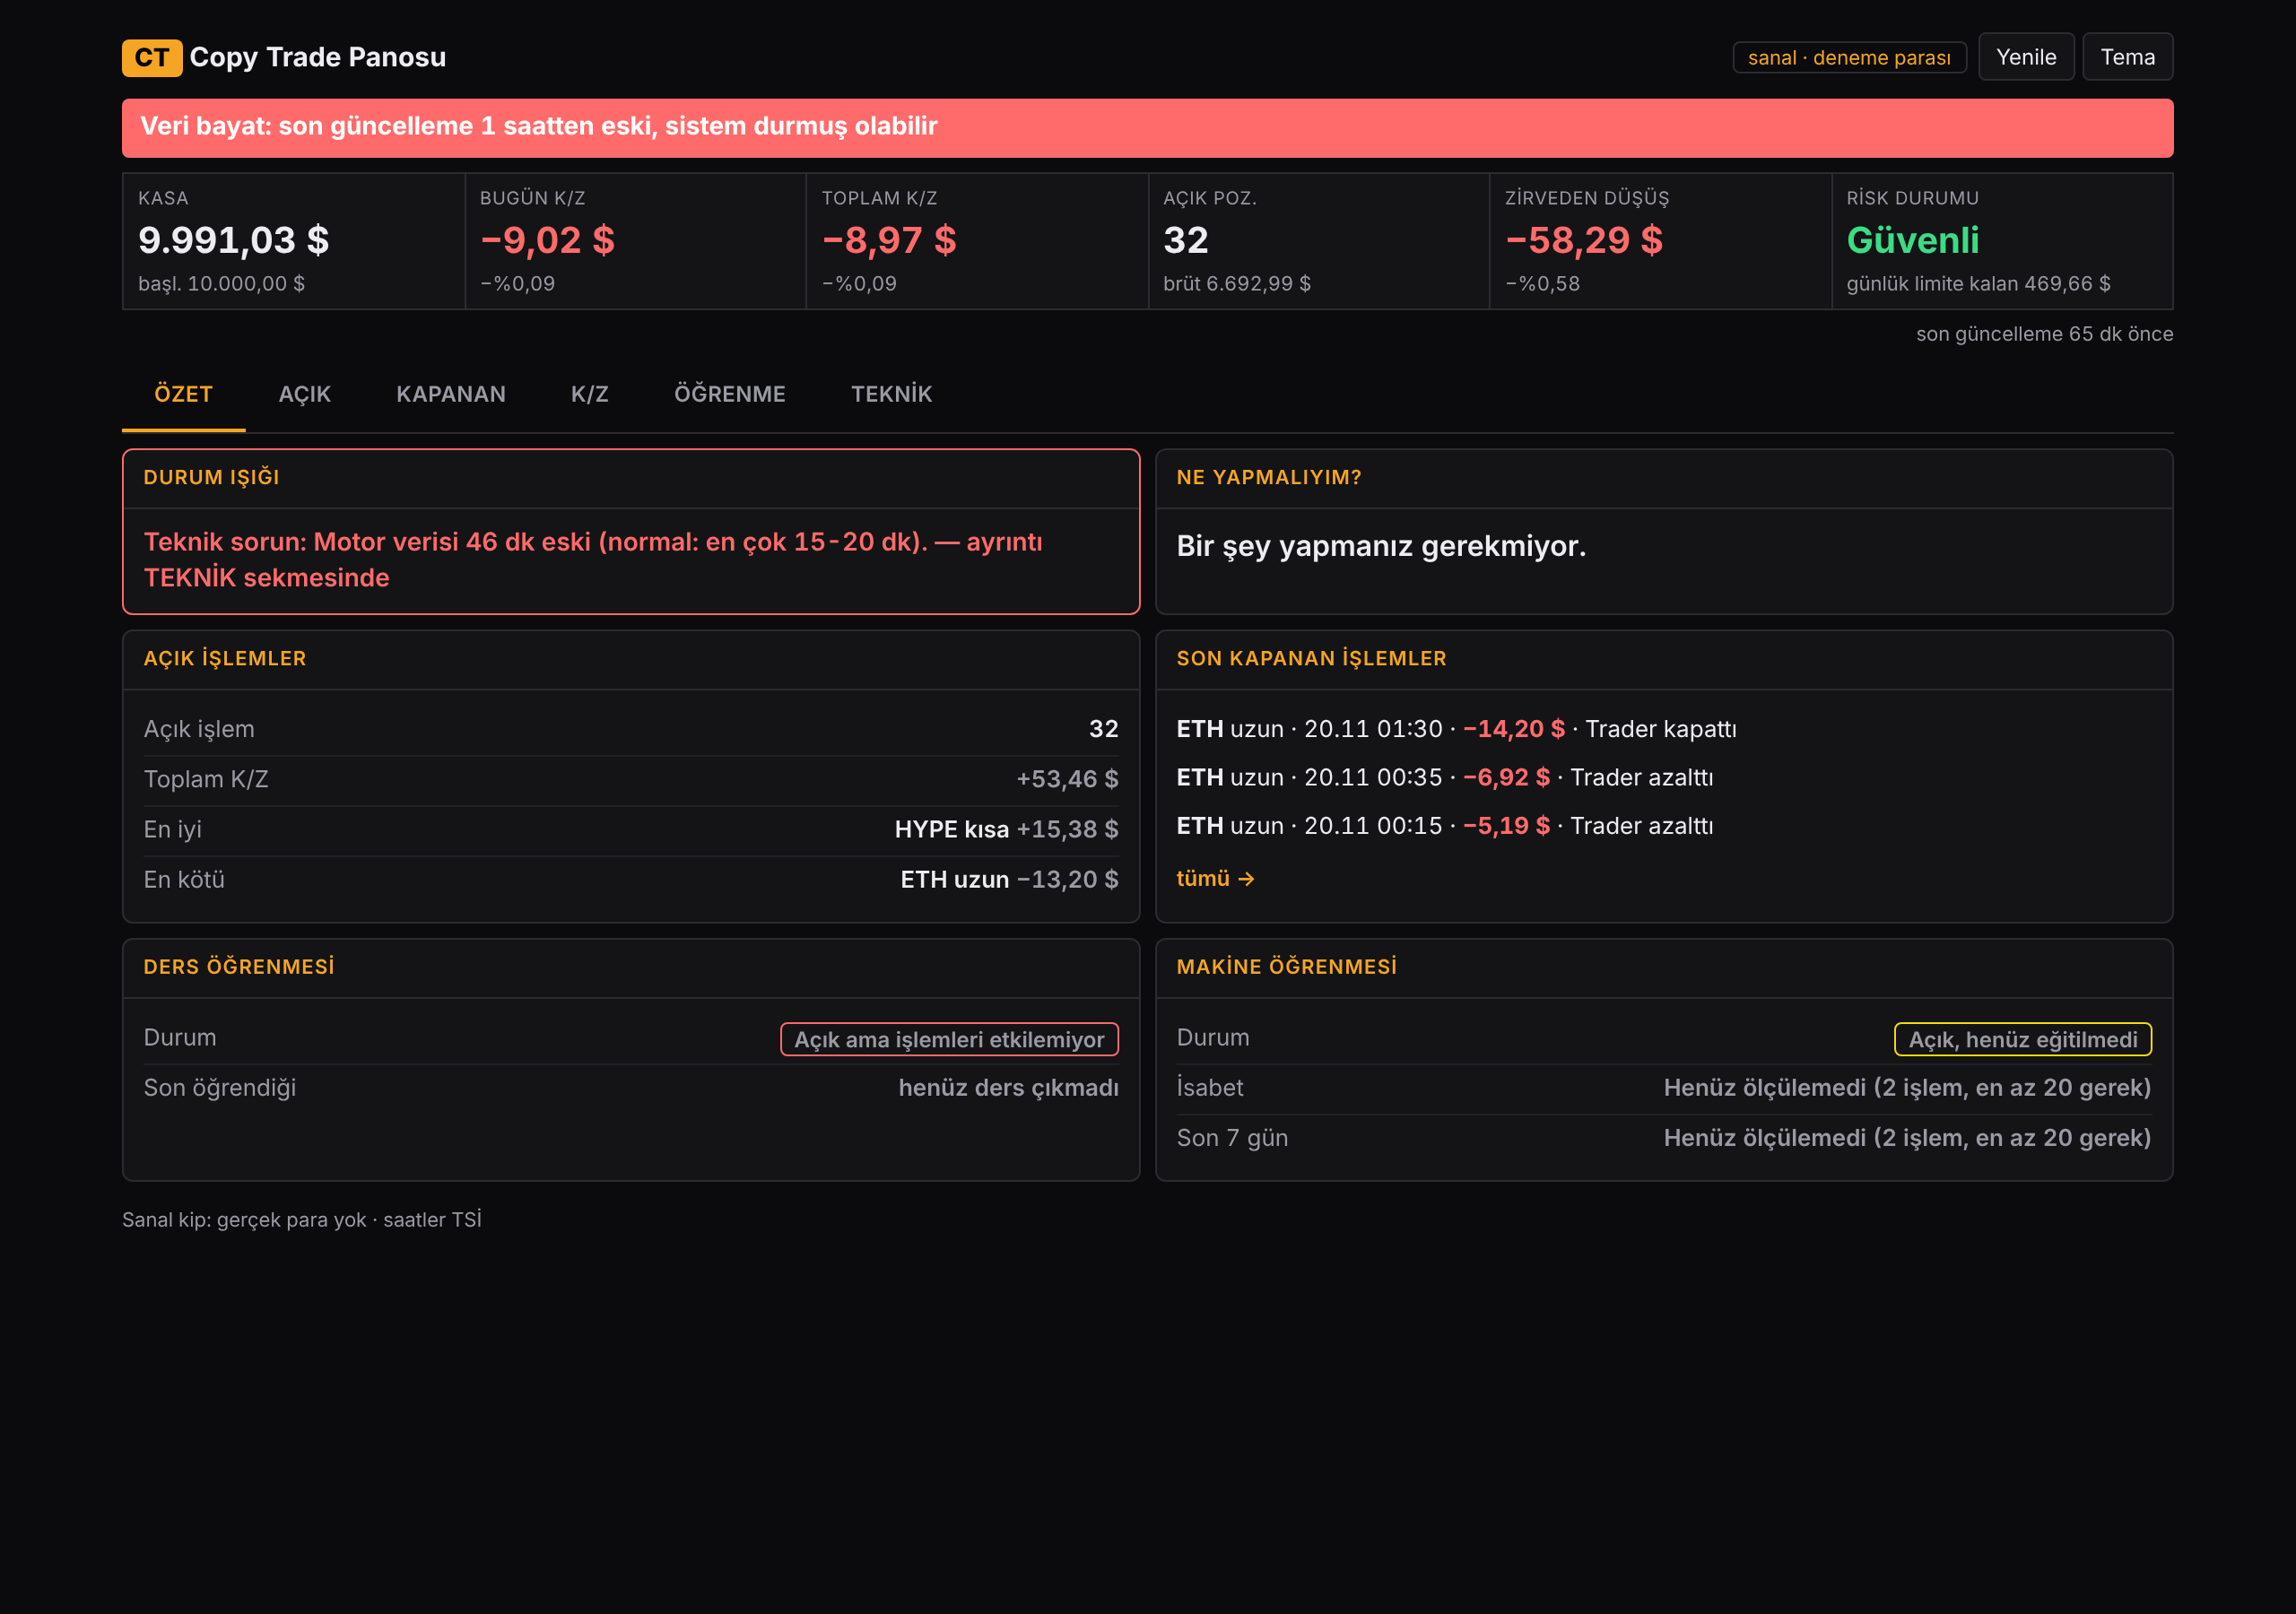 CT Copy Trade Panosu
sanal · deneme parası
Yenile
Tema
Veri bayat: son güncelleme 1 saatten eski, sistem durmuş olabilir
KASA
9.991,03 $
başl. 10.000,00 $
BUGÜN K/Z
−9,02 $
−%0,09
TOPLAM K/Z
−8,97 $
−%0,09
AÇIK POZ.
32
brüt 6.692,99 $
ZİRVEDEN DÜŞÜŞ
−58,29 $
−%0,58
RİSK DURUMU
Güvenli
günlük limite kalan 469,66 $
son güncelleme 65 dk önce
ÖZET
AÇIK
KAPANAN
K/Z
ÖĞRENME
TEKNİK
DURUM IŞIĞI
Teknik sorun: Motor verisi 46 dk eski (normal: en çok 15-20 dk). — ayrıntı
TEKNİK sekmesinde
NE YAPMALIYIM?
Bir şey yapmanız gerekmiyor.
AÇIK İŞLEMLER
Açık işlem 32
Toplam K/Z +53,46 $
En iyi HYPE kısa +15,38 $
En kötü ETH uzun −13,20 $
SON KAPANAN İŞLEMLER
ETH uzun · 20.11 01:30 · −14,20 $ · Trader kapattı
ETH uzun · 20.11 00:35 · −6,92 $ · Trader azalttı
ETH uzun · 20.11 00:15 · −5,19 $ · Trader azalttı
tümü →
DERS ÖĞRENMESİ
Durum Açık ama işlemleri etkilemiyor
Son öğrendiği henüz ders çıkmadı
MAKİNE ÖĞRENMESİ
Durum Açık, henüz eğitilmedi
İsabet Henüz ölçülemedi (2 işlem, en az 20 gerek)
Son 7 gün Henüz ölçülemedi (2 işlem, en az 20 gerek)
Sanal kip: gerçek para yok · saatler TSİ